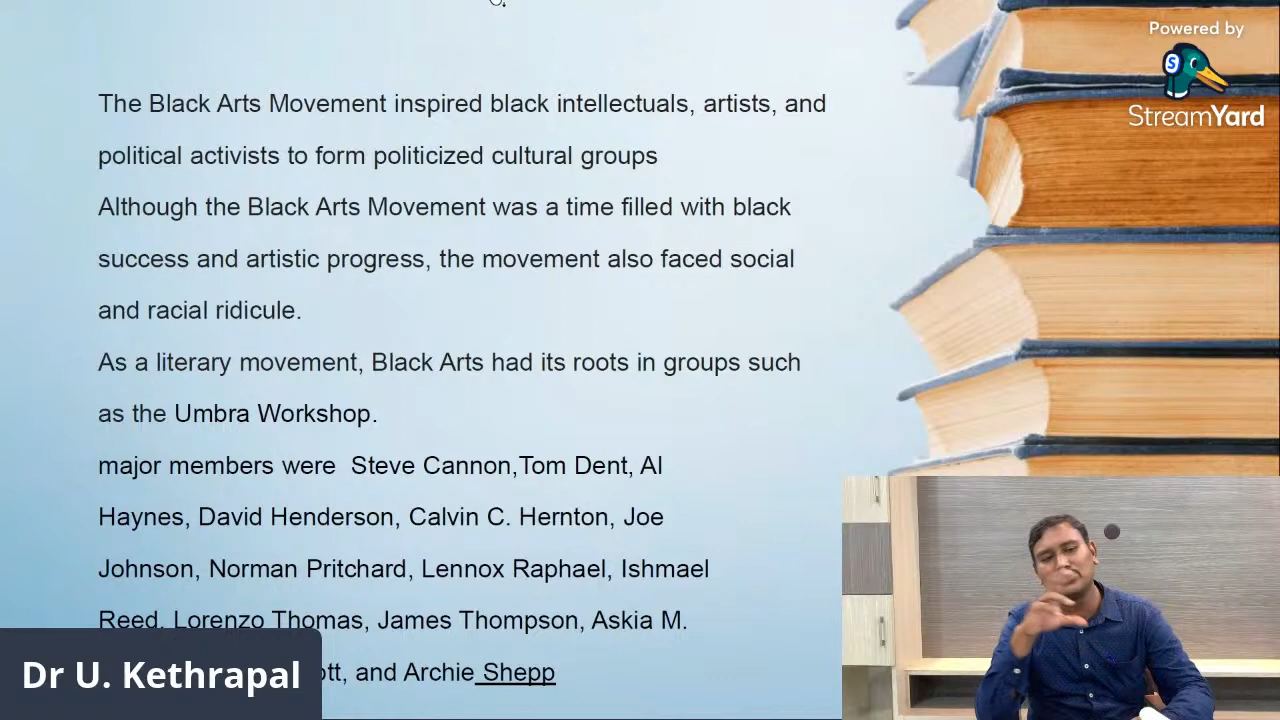 Powered by
StreamYard
The Black Arts Movement inspired black intellectuals, artists, and
political activists to form politicized cultural groups
Although the Black Arts Movement was a time filled with black
success and artistic progress, the movement also faced social
and racial ridicule.
As a literary movement, Black Arts had its roots in groups such
as the Umbra Workshop.
major members were  Steve Cannon,Tom Dent, Al
Haynes, David Henderson, Calvin C. Hernton, Joe
Johnson, Norman Pritchard, Lennox Raphael, Ishmael
Reed, Lorenzo Thomas, James Thompson, Askia M.
and Archie Shepp
Dr U. Kethrapal